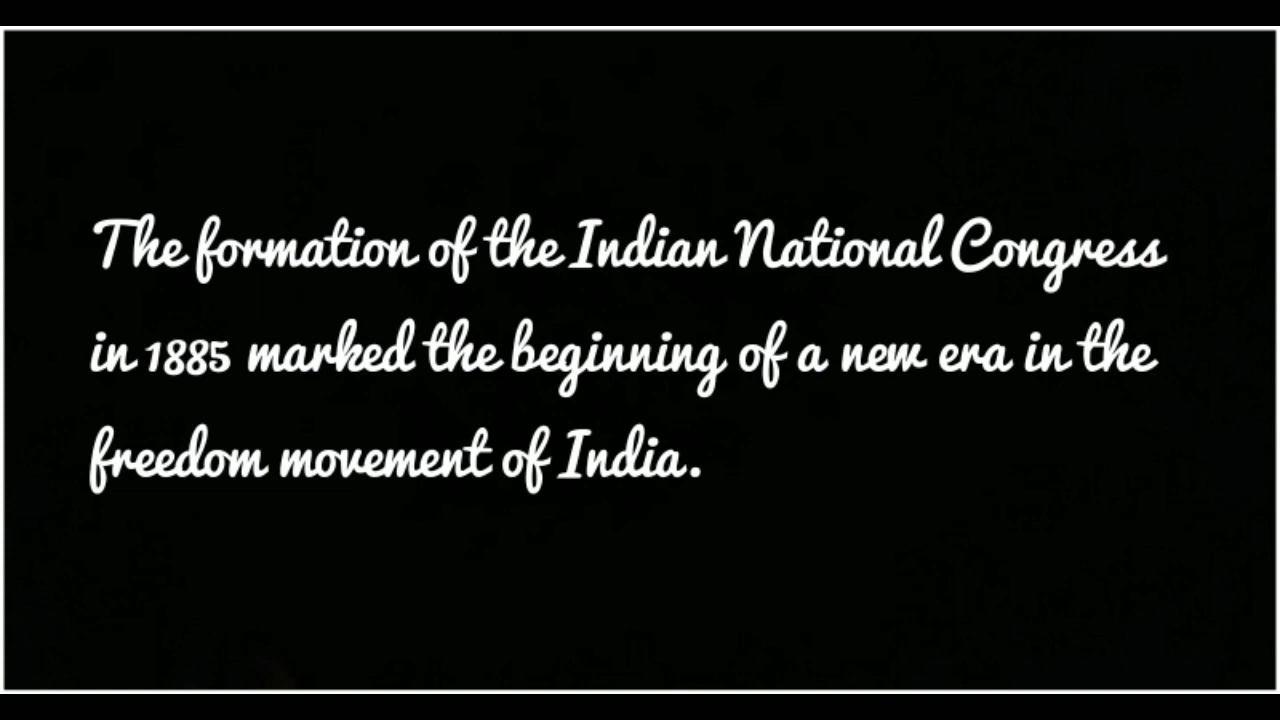 The formation of the Indian National Congress
in 1885 marked the beginning of a new era in the
freedom movement of India.